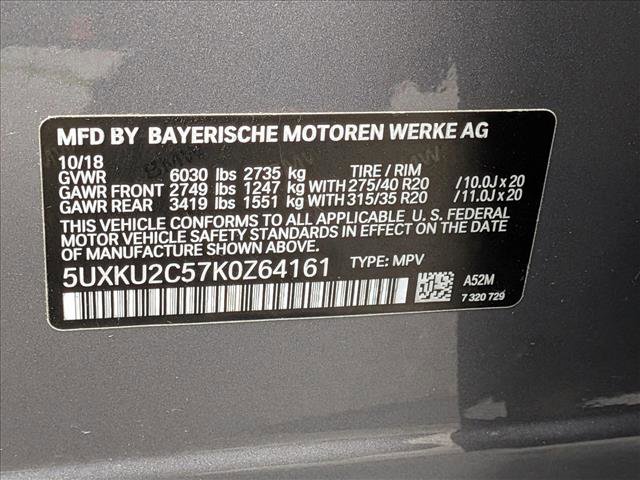 MFD BY BAYERISCHE MOTOREN WERKE AG
10/18
GVWR 6030 lbs 2735 kg TIRE / RIM
GAWR FRONT 2749 lbs 1247 kg WITH 275/40 R20 /10.0J x 20
GAWR REAR 3419 lbs 1551 kg WITH 315/35 R20 /11.0J x 20
THIS VEHICLE CONFORMS TO ALL APPLICABLE U. S. FEDERAL
MOTOR VEHICLE SAFETY STANDARDS IN EFFECT ON THE DATE
OF MANUFACTURE SHOWN ABOVE.
5UXKU2C57K0Z64161 TYPE: MPV
A52M
7 320 729